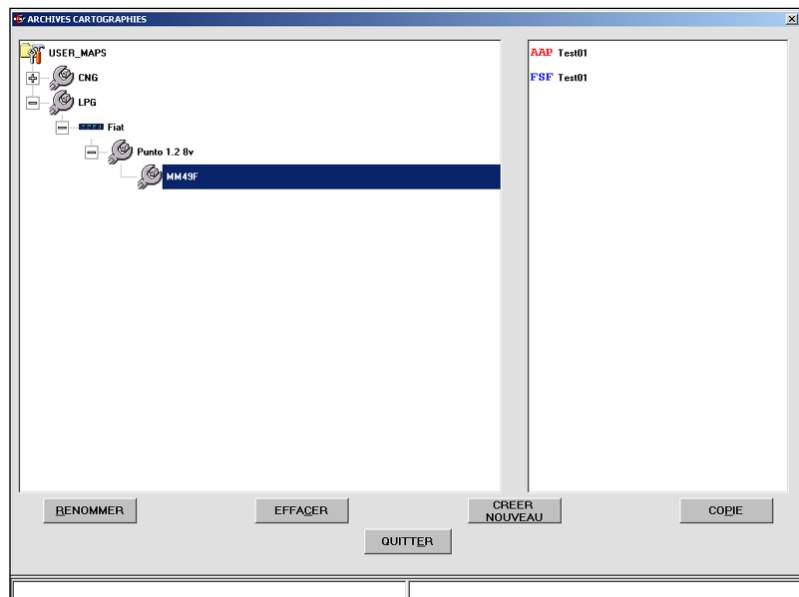 ARCHIVES CARTOGRAPHIES
USER_MAPS
CNG
LPG
Fiat
Punto 1.2 8v
MM49F
AAP Test01
FSF Test01
RENOMMER
EFFACER
CREER
NOUVEAU
COPIE
QUITTER